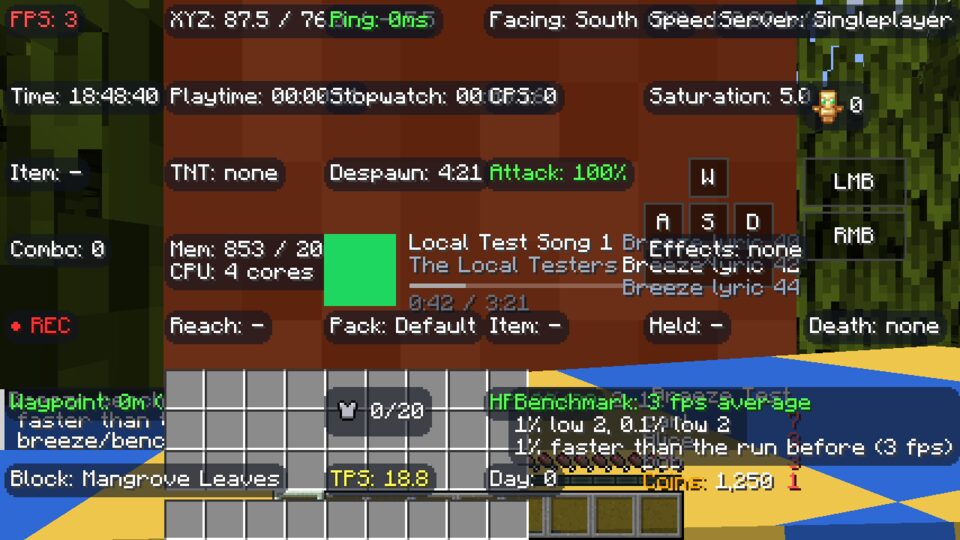 FPS: 3
XYZ: 87.5 / 76
Ping: 0ms
Facing: South
Speed
Server: Singleplayer
Time: 18:48:40
Playtime: 00:00
Stopwatch: 00:
CPS: 0
Saturation: 5.0
0
Item: -
TNT: none
Despawn: 4:21
Attack: 100%
W
LMB
A S D
RMB
Combo: 0
Mem: 853 / 20
CPU: 4 cores
Local Test Song 1
The Local Testers
0:42 / 3:21
Breeze lyric
Effects: none
Breeze lyric 42
Breeze lyric 44
● REC
Reach: -
Pack: Default
Item: -
Held: -
Death: none
Waypoint: 0m (
faster than
breeze/benc
0/20
Benchmark: 3 fps average
1% low 2, 0.1% low 2
1% faster than the run before (3 fps)
Block: Mangrove Leaves
TPS: 18.8
Day: 0
Coins: 1,250 1